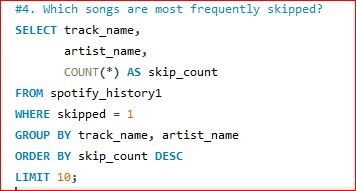 #4. Which songs are most frequently skipped?
SELECT track_name,
artist_name,
COUNT(*) AS skip_count
FROM spotify_history1
WHERE skipped = 1
GROUP BY track_name, artist_name
ORDER BY skip_count DESC
LIMIT 10;